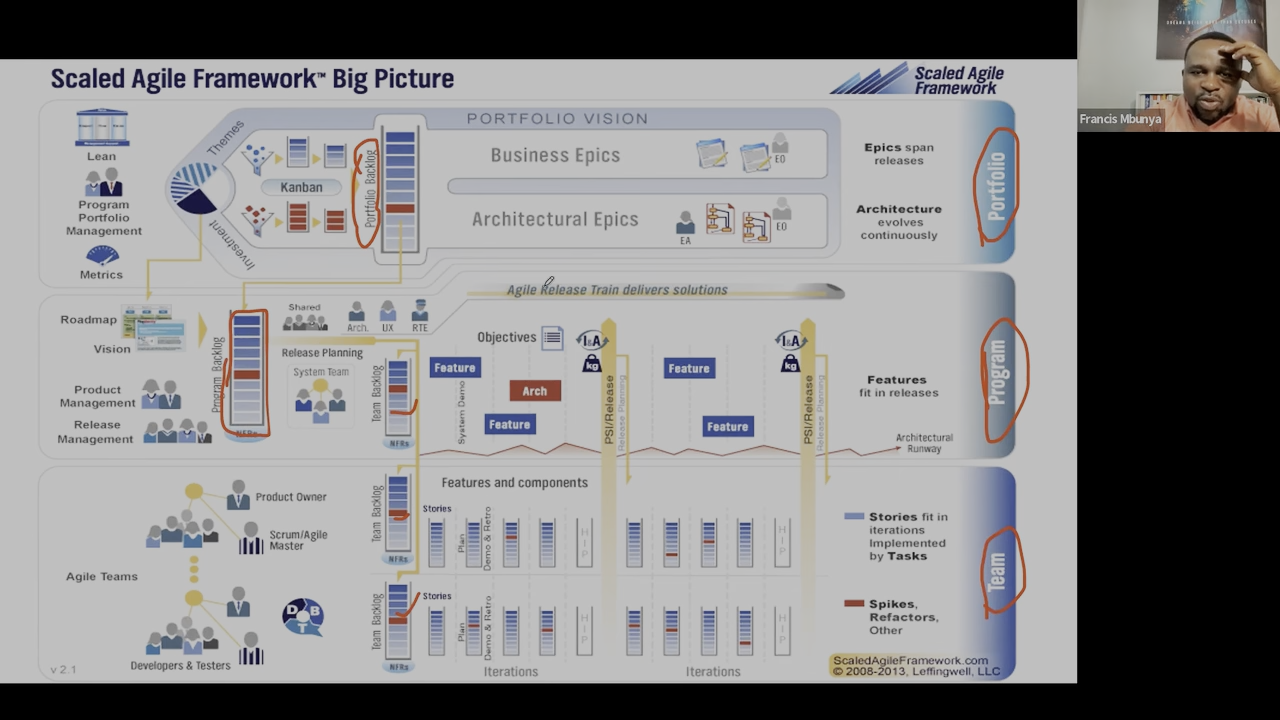 Scaled Agile Framework™ Big Picture
Scaled Agile
Framework
Francis Mbunya
PORTFOLIO VISION
Lean
Program
Portfolio
Management
Metrics
Themes
Investment
Kanban
Portfolio Backlog
Business Epics
EO
Architectural Epics
EA
EO
Epics span
releases
Architecture
evolves
continuously
Portfolio
Agile Release Train delivers solutions
Roadmap
Vision
Product
Management
Release
Management
Program Backlog
NFRs
Shared
Arch.
UX
RTE
Release Planning
System Team
Team Backlog
NFRs
Objectives
I&A
kg
I&A
kg
Feature
Arch
Feature
System Demo
PSI/Release
Release Planning
Feature
Feature
PSI/Release
Release Planning
Features
fit in releases
Architectural
Runway
Program
Features and components
Product Owner
Scrum/Agile
Master
Agile Teams
Developers & Testers
D B
T
Team Backlog
NFRs
Stories
Plan
Demo & Retro
H I P
H I P
Team Backlog
NFRs
Stories
Plan
Demo & Retro
H I P
H I P
Iterations
Iterations
Stories fit in
iterations
Implemented
by Tasks
Spikes,
Refactors,
Other
Team
v 2.1
ScaledAgileFramework.com
© 2008-2013, Leffingwell, LLC